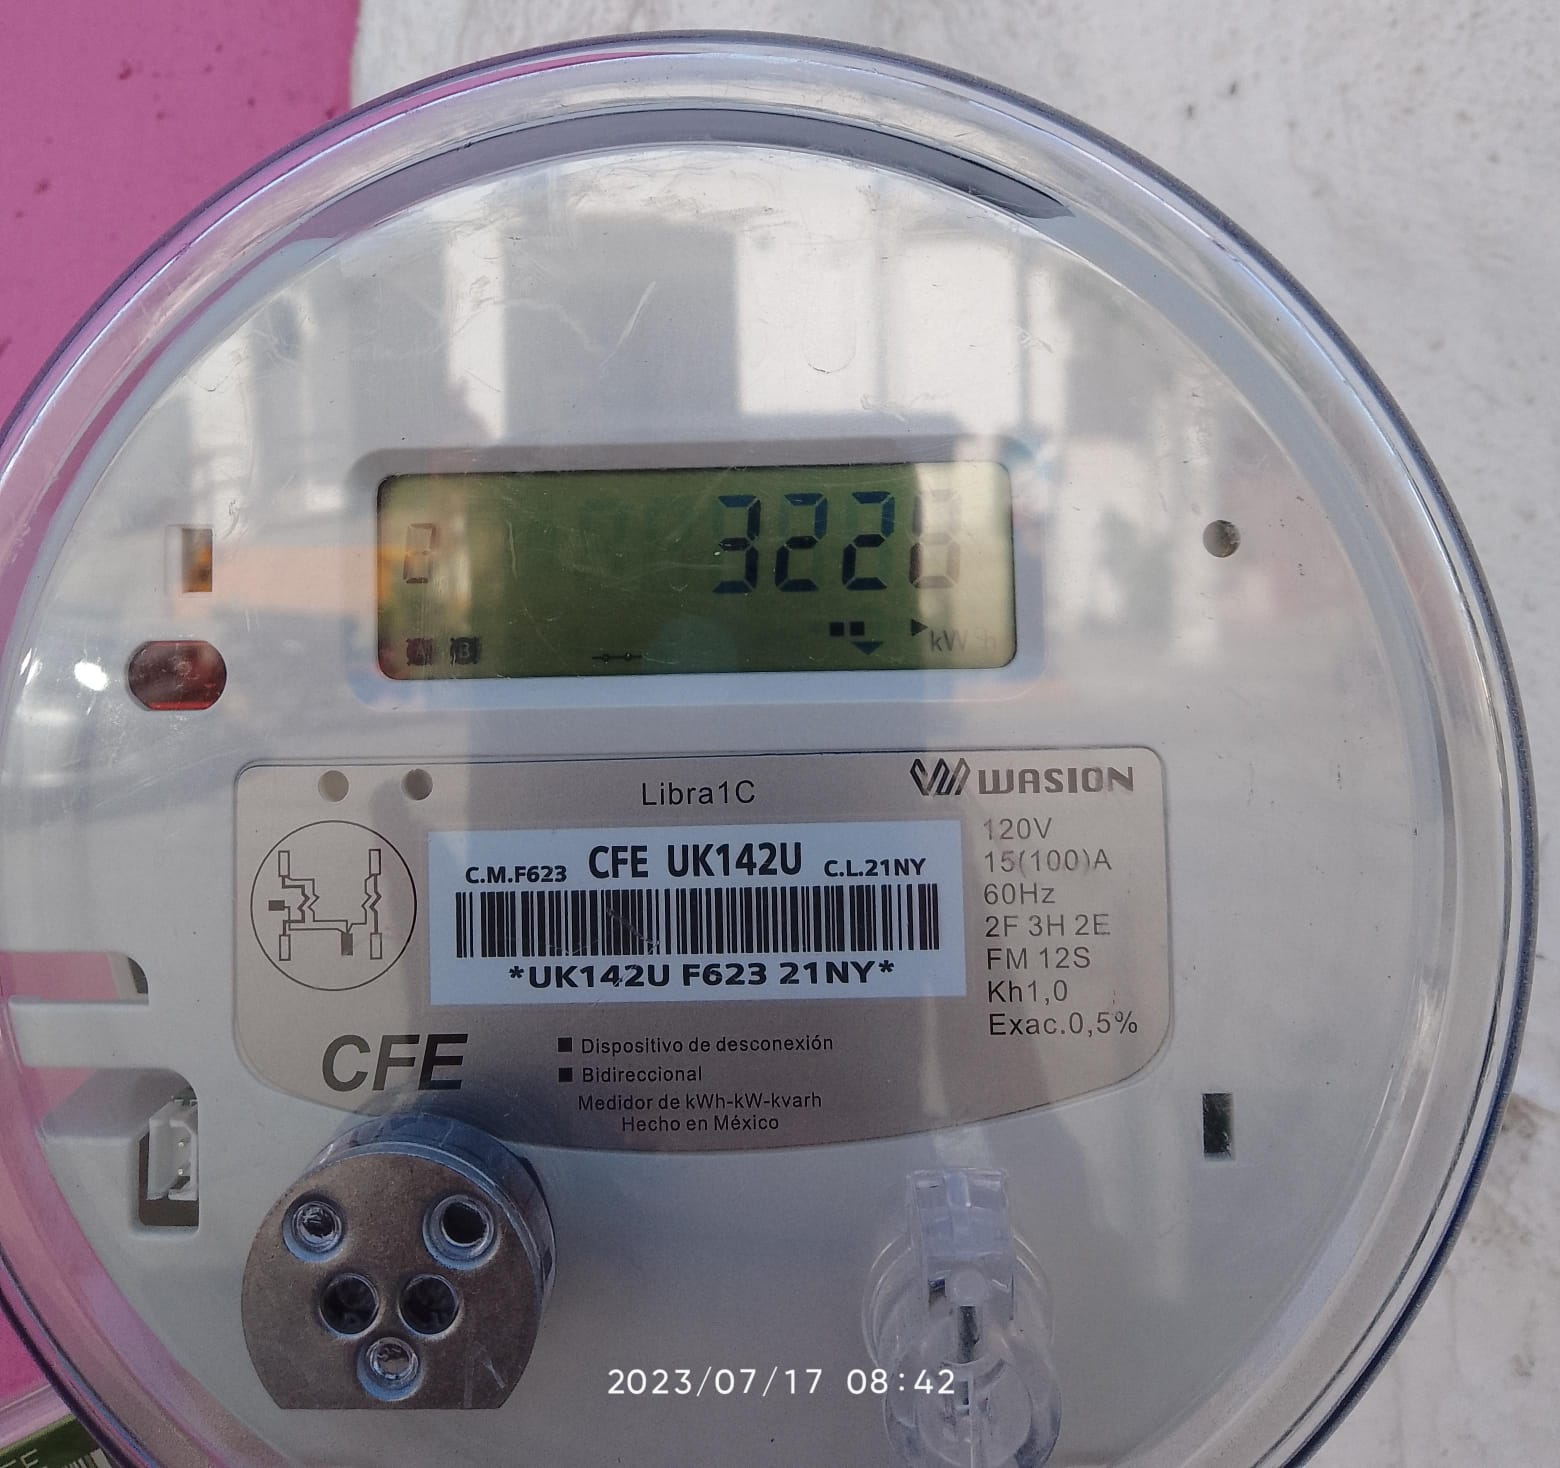 322
kWh
Libra1C
WASION
C.M.F623 CFE UK142U C.L.21NY
*UK142U F623 21NY*
120V
15(100)A
60Hz
2F 3H 2E
FM 12S
Kh1,0
Exac.0,5%
CFE
■ Dispositivo de desconexión
■ Bidireccional
Medidor de kWh-kW-kvarh
Hecho en México
2023/07/17 08:42